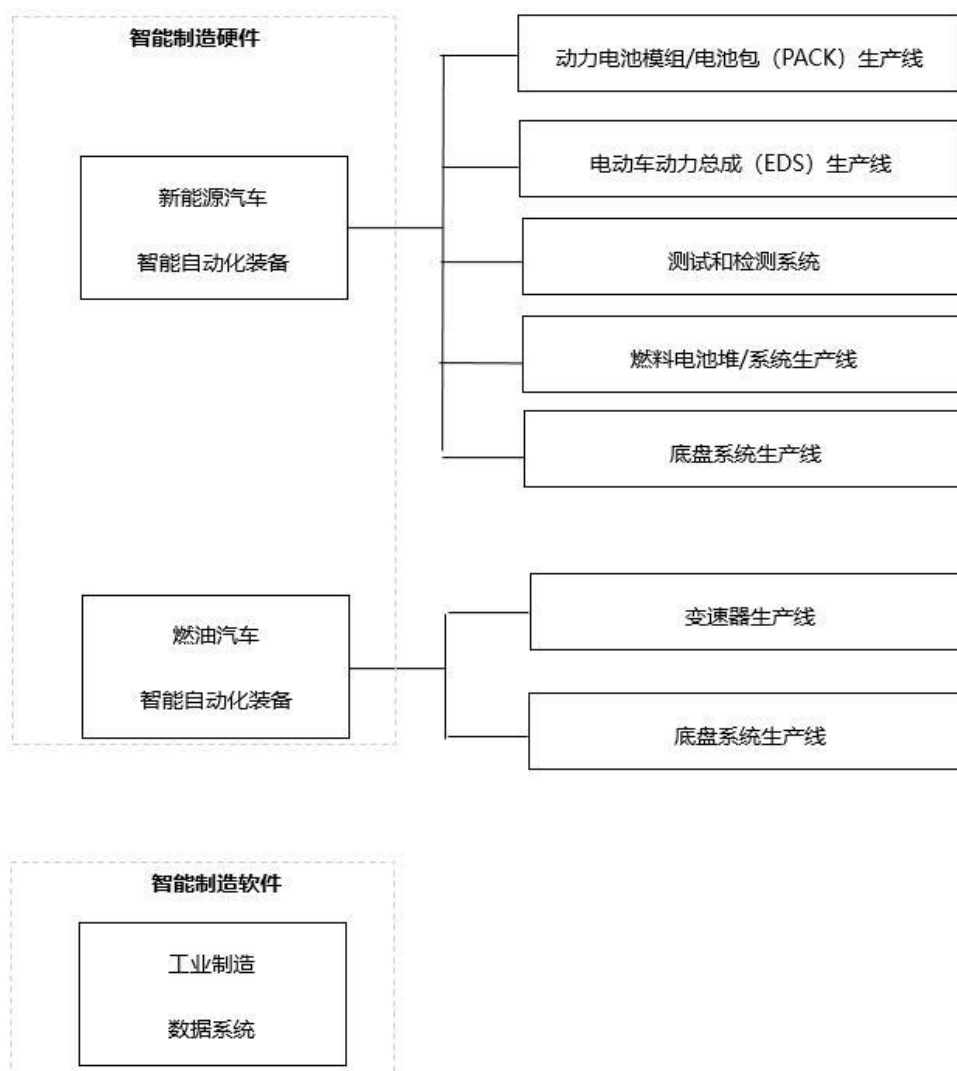 智能制造硬件
新能源汽车
智能自动化装备
动力电池模组/电池包（PACK）生产线
电动车动力总成（EDS）生产线
测试和检测系统
燃料电池堆/系统生产线
底盘系统生产线
燃油汽车
智能自动化装备
变速器生产线
底盘系统生产线
智能制造软件
工业制造
数据系统